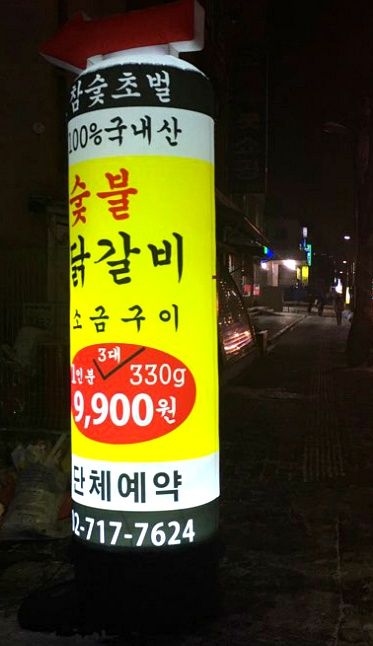 참숯초벌
100%국내산
숯불
닭갈비
소금구이
3대
1인분 330g
9,900원
단체예약
02-717-7624